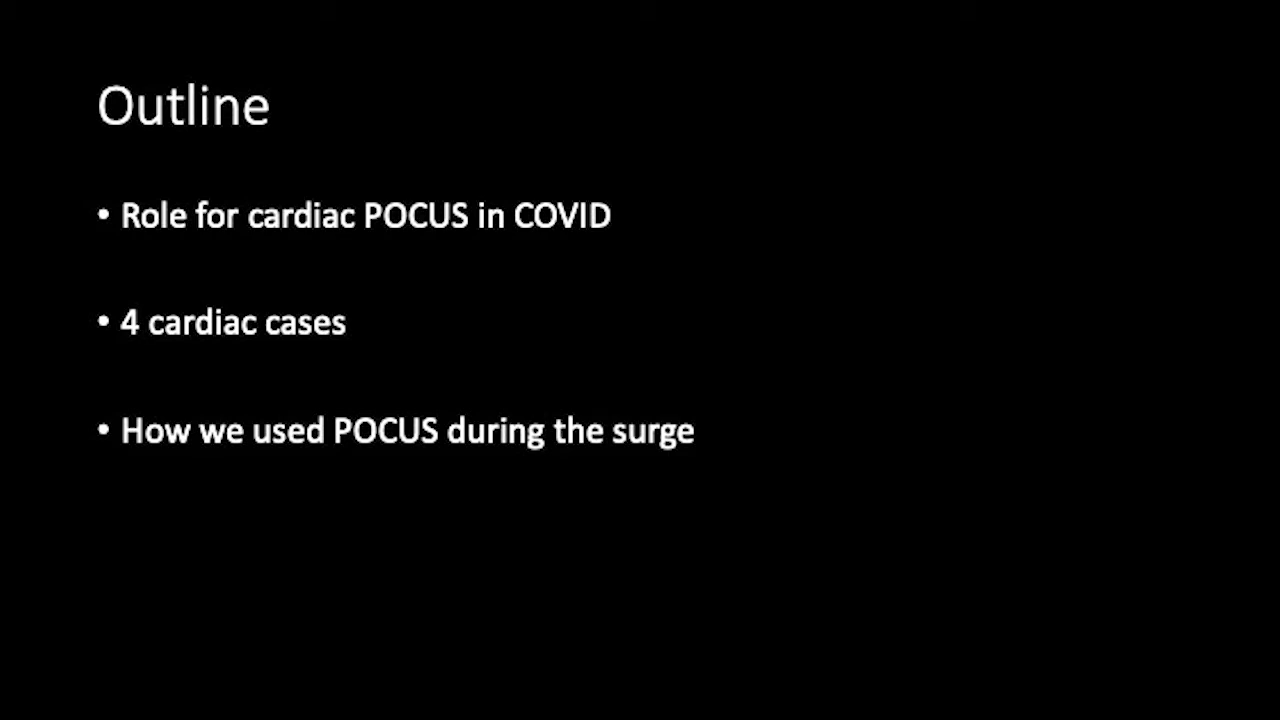 Outline
• Role for cardiac POCUS in COVID
• 4 cardiac cases
• How we used POCUS during the surge